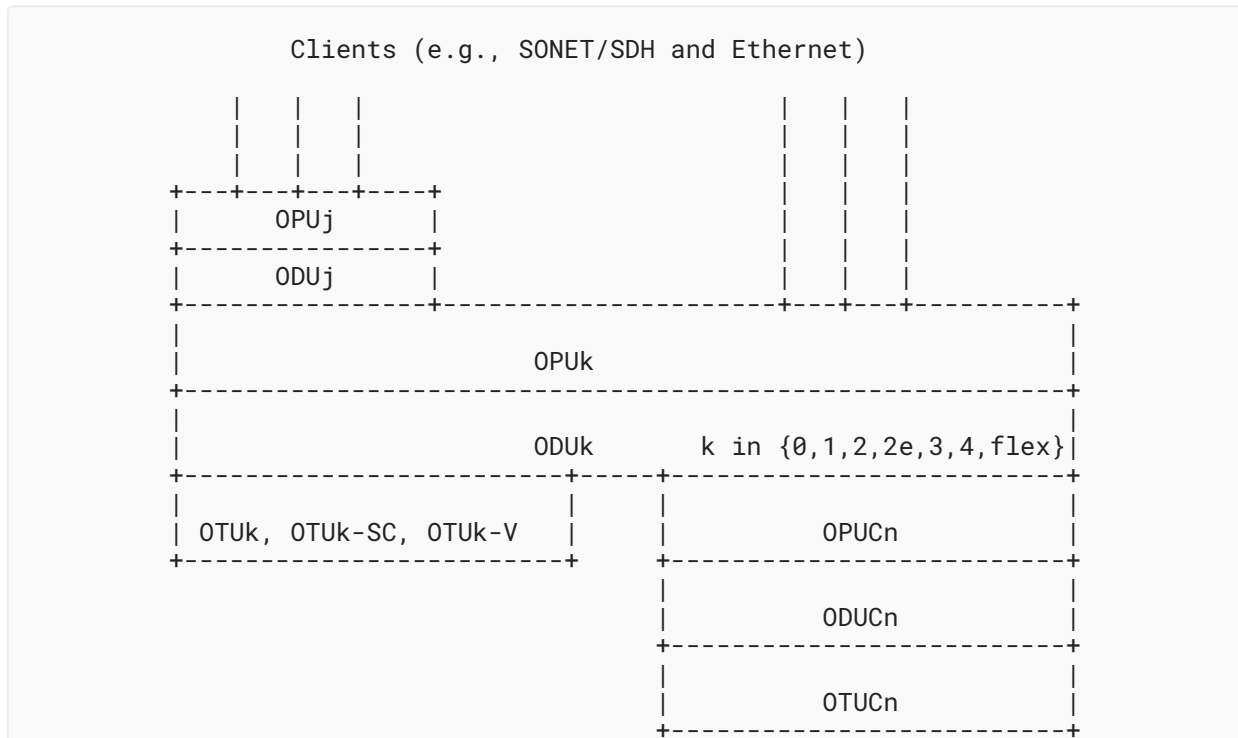 Clients (e.g., SONET/SDH and Ethernet)
OPUj
ODUj
OPUk
ODUk k in {0,1,2,2e,3,4,flex}
OTUk, OTUk-SC, OTUk-V OPUCn
ODUCn
OTUCn